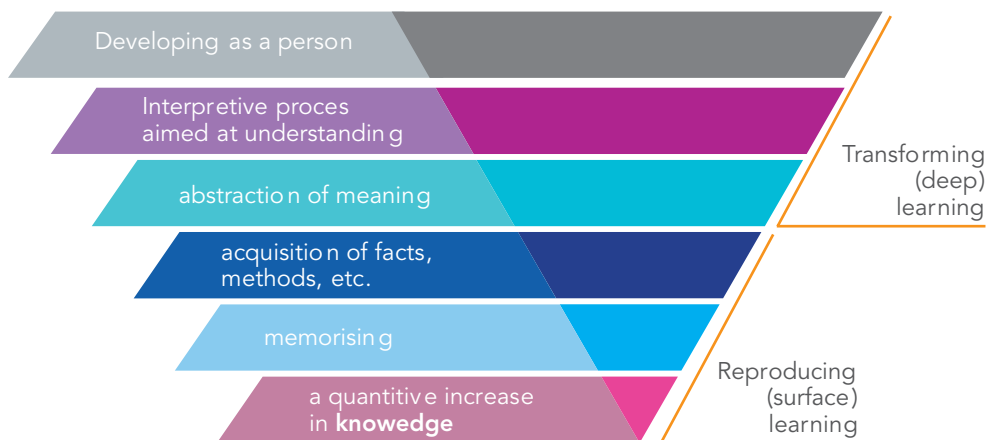 Developing as a person
Interpretive proces
aimed at understanding
abstraction of meaning
Transforming
(deep)
learning
acquisition of facts,
methods, etc.
memorising
a quantitive increase
in knowedge
Reproducing
(surface)
learning